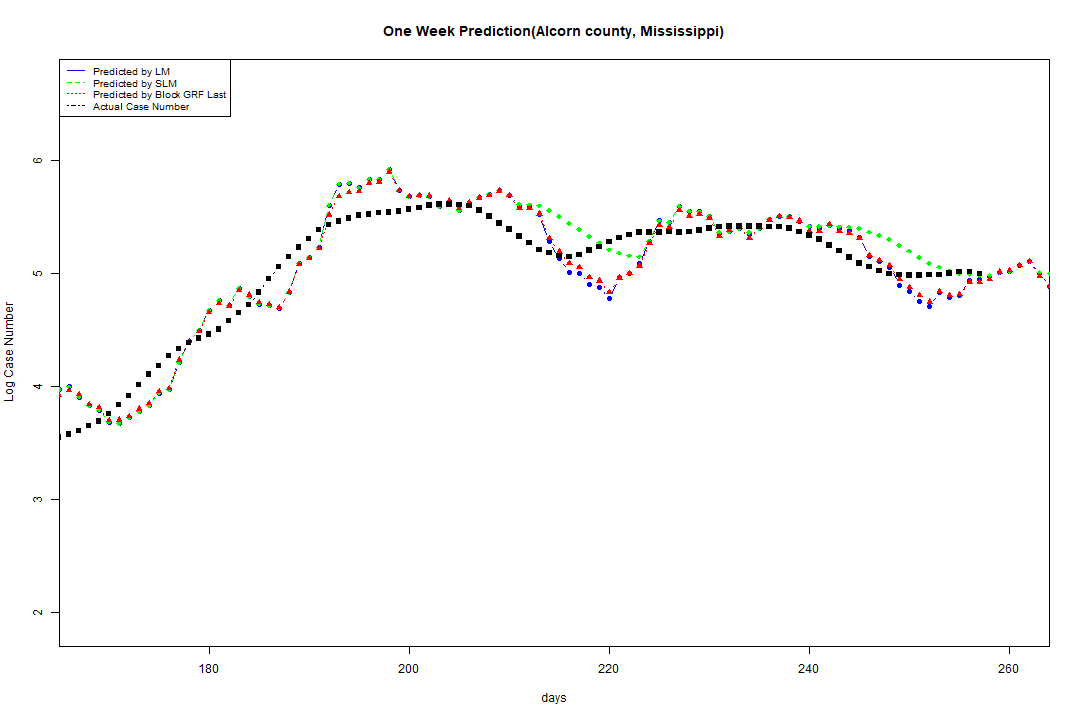 One Week Prediction(Alcorn county, Mississippi)
Predicted by LM
Predicted by SLM
Predicted by Block GRF Last
Actual Case Number
6
5
4
3
2
Log Case Number
180 200 220 240 260
days